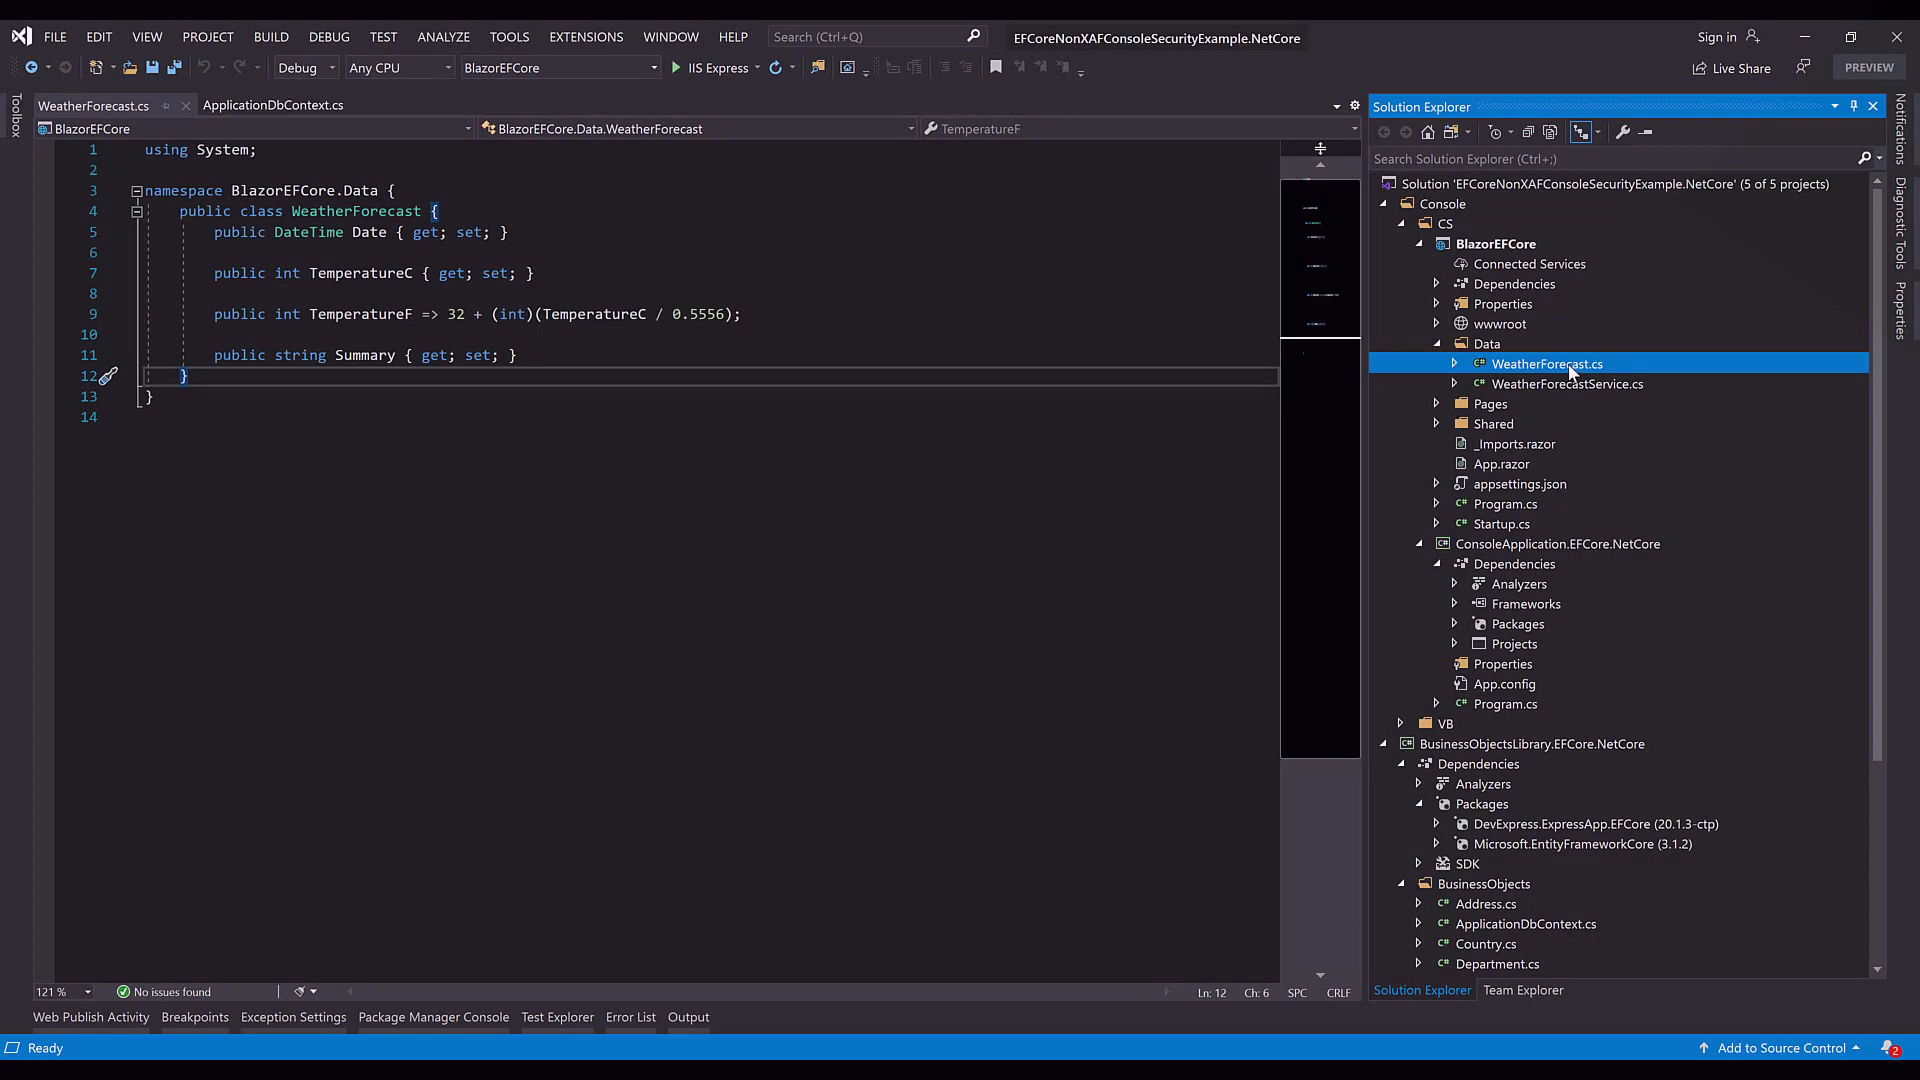 FILE EDIT VIEW PROJECT BUILD DEBUG TEST ANALYZE TOOLS EXTENSIONS WINDOW HELP Search (Ctrl+Q) EFCoreNonXAFConsoleSecurityExample.NetCore Sign in
Debug Any CPU BlazorEFCore IIS Express Live Share PREVIEW
Toolbox
WeatherForecast.cs ApplicationDbContext.cs
BlazorEFCore BlazorEFCore.Data.WeatherForecast TemperatureF
1 using System;
2
3 namespace BlazorEFCore.Data {
4 public class WeatherForecast {
5 public DateTime Date { get; set; }
6
7 public int TemperatureC { get; set; }
8
9 public int TemperatureF => 32 + (int)(TemperatureC / 0.5556);
10
11 public string Summary { get; set; }
12 }
13 }
14
121 % No issues found Ln: 12 Ch: 6 SPC CRLF
Solution Explorer
Search Solution Explorer (Ctrl+;)
Solution 'EFCoreNonXAFConsoleSecurityExample.NetCore' (5 of 5 projects)
Console
CS
BlazorEFCore
Connected Services
Dependencies
Properties
wwwroot
Data
C# WeatherForecast.cs
C# WeatherForecastService.cs
Pages
Shared
_Imports.razor
App.razor
appsettings.json
C# Program.cs
C# Startup.cs
C# ConsoleApplication.EFCore.NetCore
Dependencies
Analyzers
Frameworks
Packages
Projects
Properties
App.config
C# Program.cs
VB
C# BusinessObjectsLibrary.EFCore.NetCore
Dependencies
Analyzers
Packages
DevExpress.ExpressApp.EFCore (20.1.3-ctp)
Microsoft.EntityFrameworkCore (3.1.2)
SDK
BusinessObjects
C# Address.cs
C# ApplicationDbContext.cs
C# Country.cs
C# Department.cs
Solution Explorer Team Explorer
Notifications
Diagnostic Tools
Properties
Web Publish Activity Breakpoints Exception Settings Package Manager Console Test Explorer Error List Output
Ready Add to Source Control 2